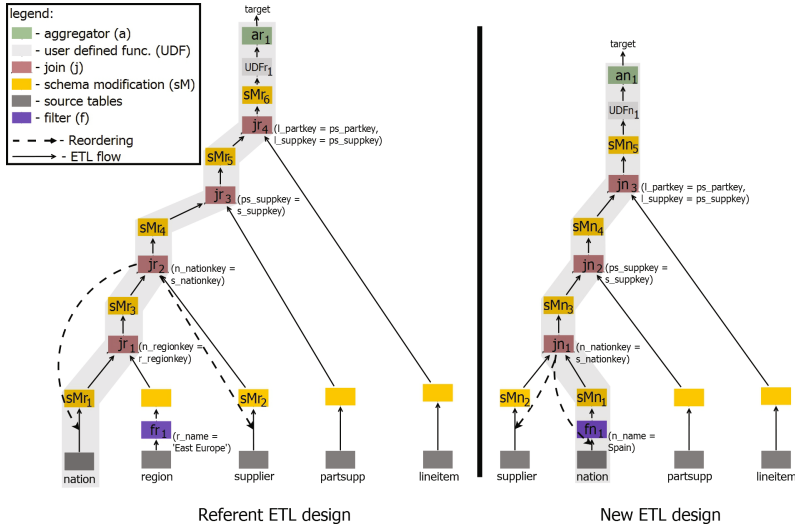 legend:
- aggregator (a)
- user defined func. (UDF)
- join (j)
- schema modification (sM)
- source tables
- filter (f)
- Reordering
- ETL flow
target
ar1
UDFr1
sMr6
jr4
(l_partkey = ps_partkey,
l_suppkey = ps_suppkey)
sMr5
jr3
(ps_suppkey =
s_suppkey)
sMr4
jr2
(n_nationkey =
s_nationkey)
sMr3
jr1
(n_regionkey =
r_regionkey)
sMr1
sMr2
fr1
(r_name =
'East Europe')
nation
region
supplier
partsupp
lineitem
Referent ETL design
target
an1
UDFn1
sMn5
jn3
(l_partkey = ps_partkey,
l_suppkey = ps_suppkey)
sMn4
jn2
(ps_suppkey =
s_suppkey)
sMn3
jn1
(n_nationkey =
s_nationkey)
sMn2
sMn1
fn1
(n_name =
Spain)
supplier
nation
partsupp
lineitem
New ETL design